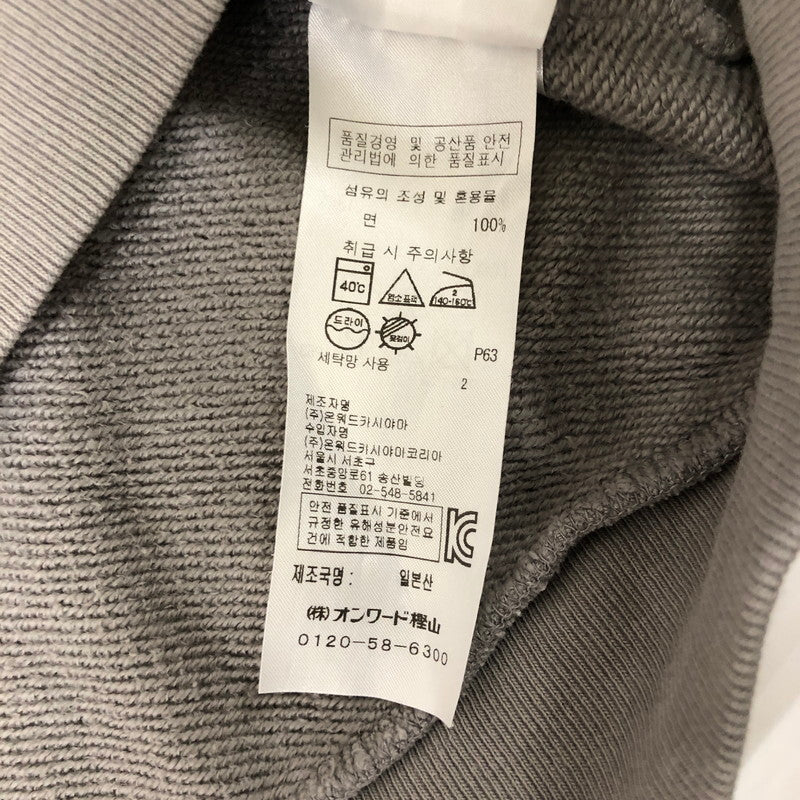 품질경영 및 공산품 안전
관리법에 의한 품질표시
섬유의 조성 및 혼용율
면 100%
취급 시 주의사항
40℃ 염소표백 2 140-160℃
드라이 옷걸이
세탁망 사용 P63
2
제조자명
(주)온워드카시야마
수입자명
(주)온워드카시야마코리아
서울시 서초구
서초중앙로61 송산빌딩
전화번호 02-548-5841
안전 품질표시 기준에서
규정한 유해성분안전요
건에 적합한 제품임
제조국명 : 일본산
(株)オンワード樫山
0120-58-6300